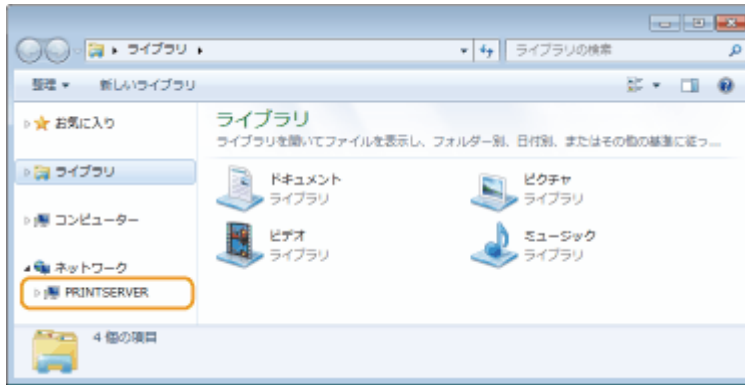 ライブラリ
ライブラリの検索
整理
新しいライブラリ
お気に入り
ライブラリ
コンピューター
ネットワーク
PRINTSERVER
ライブラリ
ライブラリを開いてファイルを表示し、フォルダー別、日付別、またはその他の基準に従っ...
ドキュメント
ライブラリ
ピクチャ
ライブラリ
ビデオ
ライブラリ
ミュージック
ライブラリ
4 個の項目